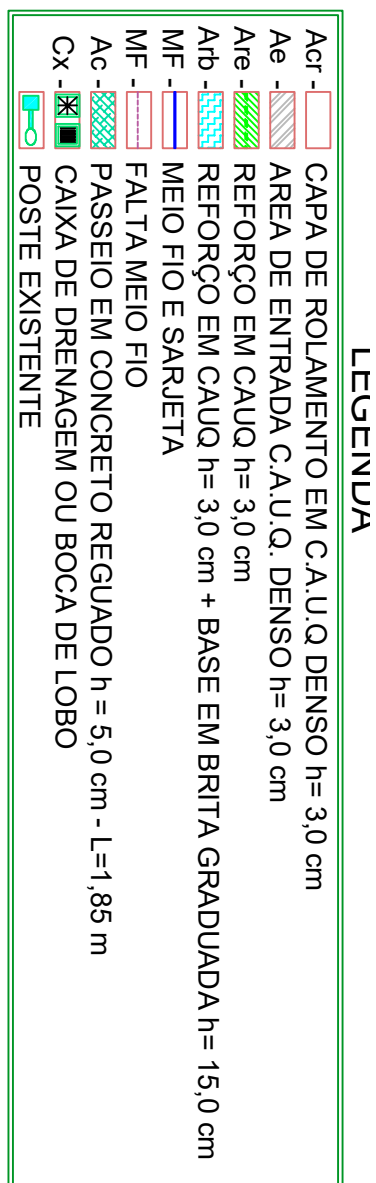 LEGENDA
Acr - CAPA DE ROLAMENTO EM C.A.U.Q DENSO h= 3,0 cm
Ae - AREA DE ENTRADA C.A.U.Q. DENSO h= 3,0 cm
Are - REFORÇO EM CAUQ h= 3,0 cm
Arb - REFORÇO EM CAUQ h= 3,0 cm + BASE EM BRITA GRADUADA h= 15,0 cm
MF - MEIO FIO E SARJETA
MF - FALTA MEIO FIO
Ac - PASSEIO EM CONCRETO REGUADO h = 5,0 cm - L=1,85 m
Cx - CAIXA DE DRENAGEM OU BOCA DE LOBO
POSTE EXISTENTE